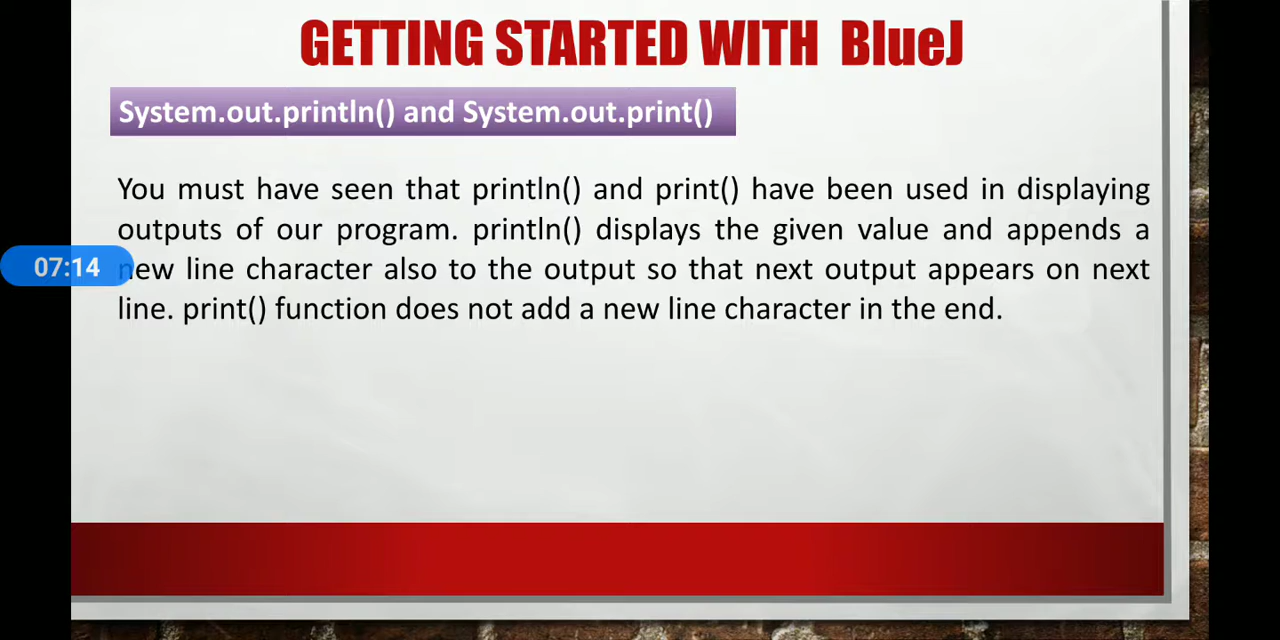 GETTING STARTED WITH BlueJ
System.out.println() and System.out.print()
You must have seen that println() and print() have been used in displaying
outputs of our program. println() displays the given value and appends a
07:14
new line character also to the output so that next output appears on next
line. print() function does not add a new line character in the end.